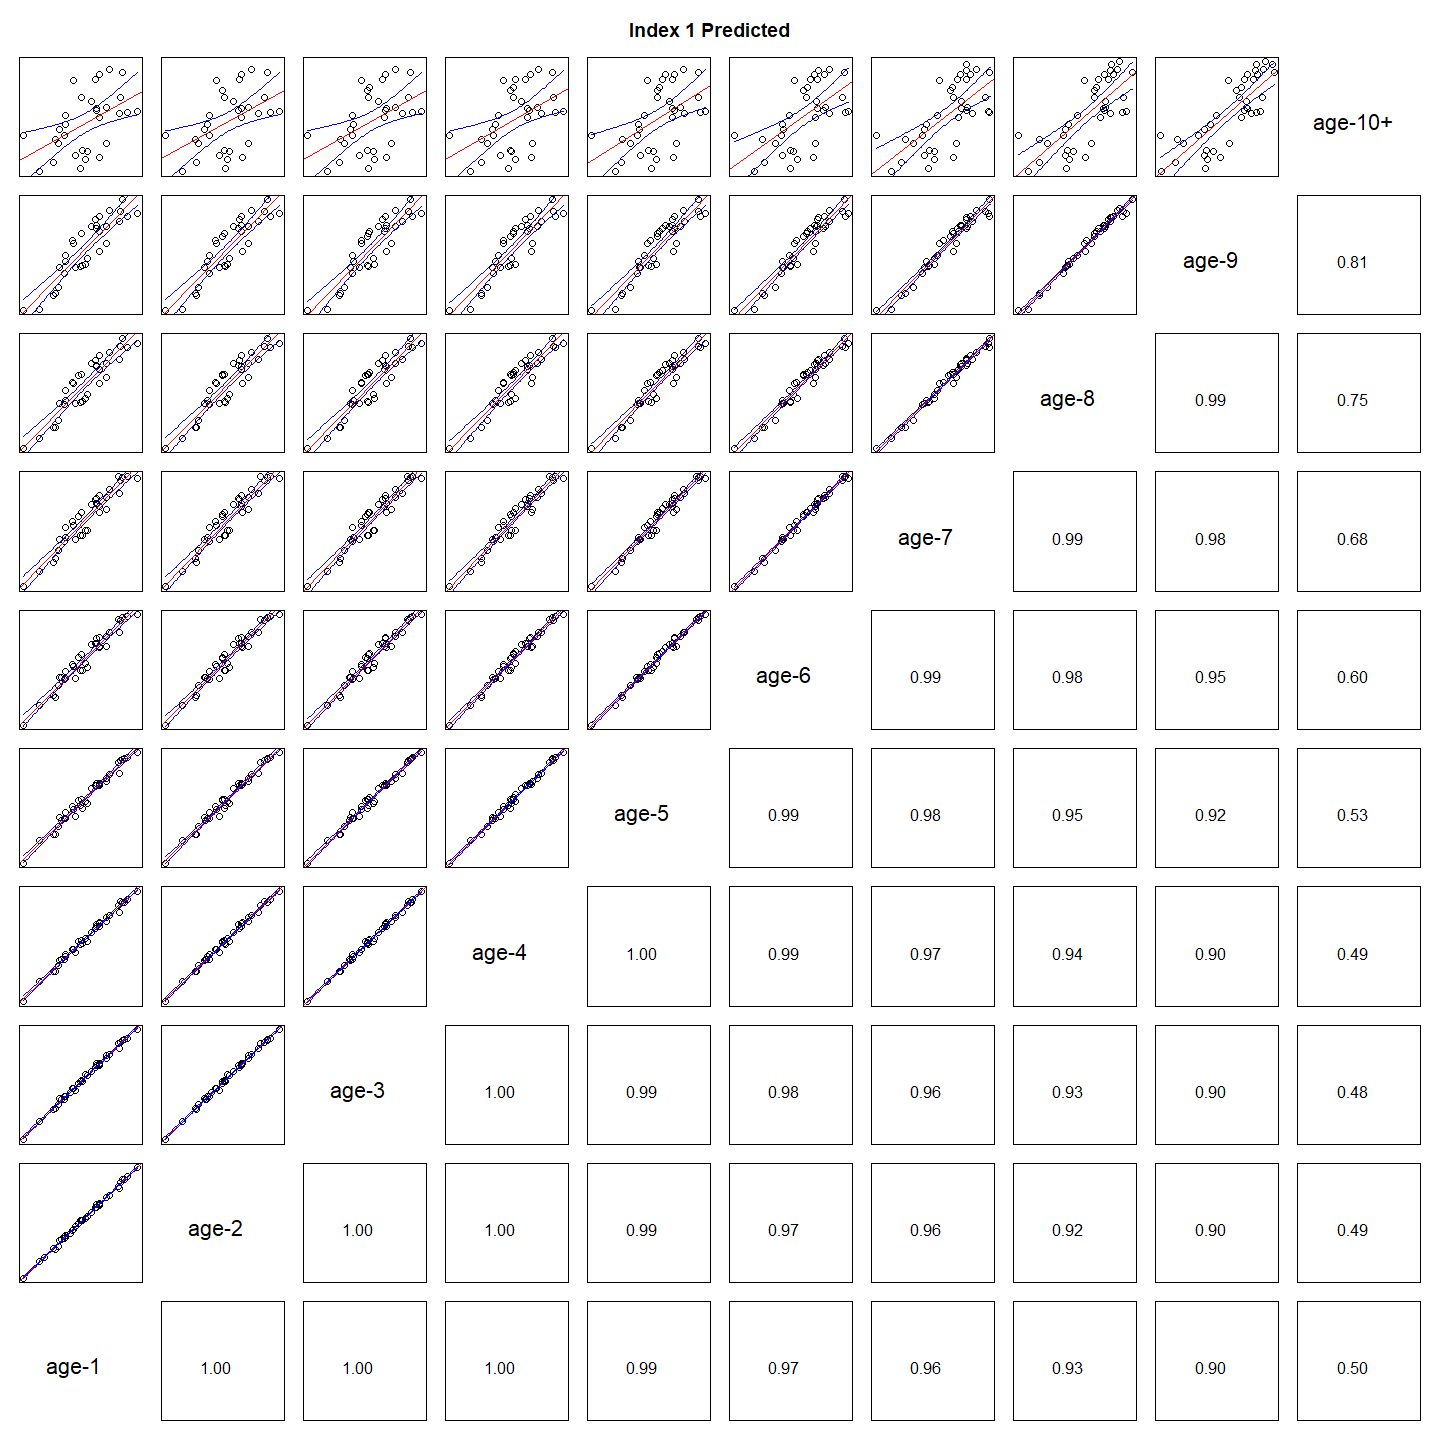 Index 1 Predicted
age-10+
age-9 0.81
age-8 0.99 0.75
age-7 0.99 0.98 0.68
age-6 0.99 0.98 0.95 0.60
age-5 0.99 0.98 0.95 0.92 0.53
age-4 1.00 0.99 0.97 0.94 0.90 0.49
age-3 1.00 0.99 0.98 0.96 0.93 0.90 0.48
age-2 1.00 1.00 0.99 0.97 0.96 0.92 0.90 0.49
age-1 1.00 1.00 1.00 0.99 0.97 0.96 0.93 0.90 0.50